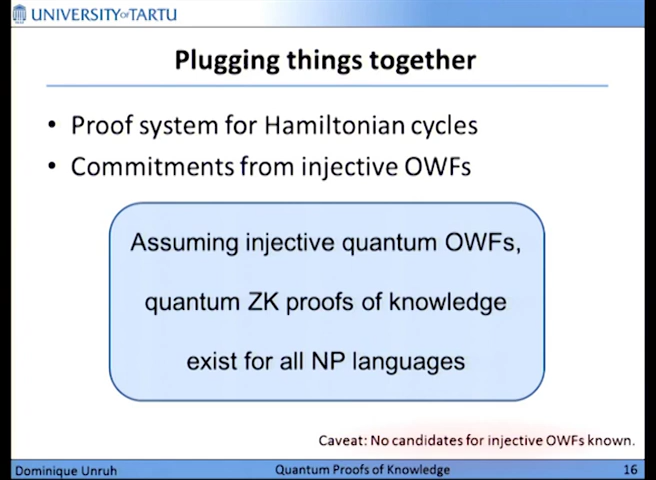 UNIVERSITY OF TARTU
Plugging things together
• Proof system for Hamiltonian cycles
• Commitments from injective OWFs
Assuming injective quantum OWFs,
quantum ZK proofs of knowledge
exist for all NP languages
Caveat: No candidates for injective OWFs known.
Dominique Unruh
Quantum Proofs of Knowledge
16